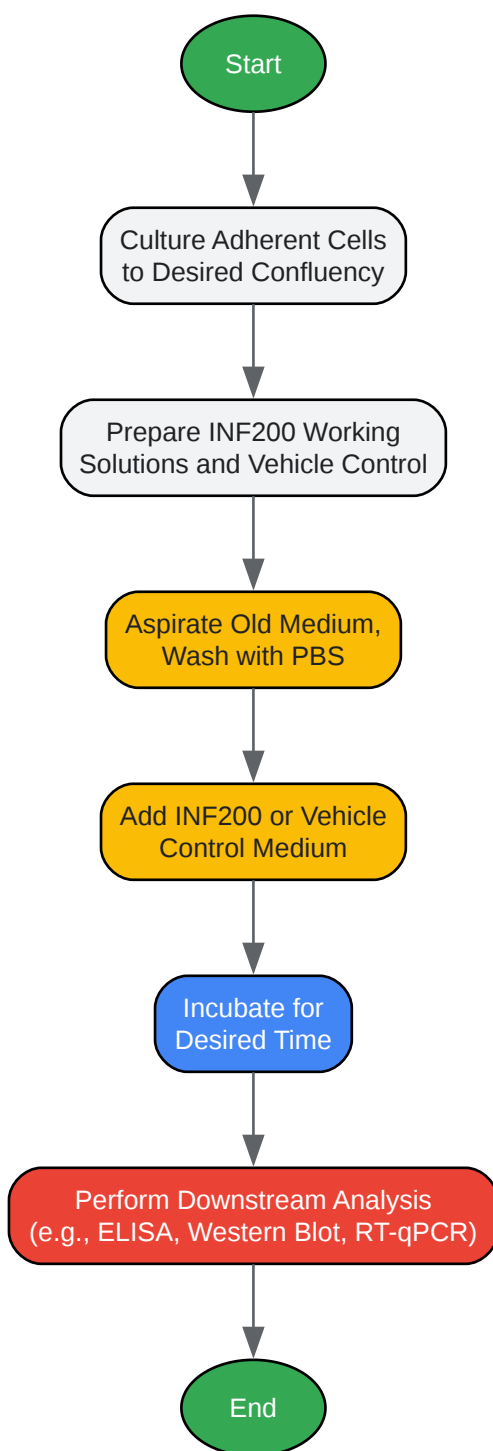 Start
Culture Adherent Cells
to Desired Confluency
Prepare INF200 Working
Solutions and Vehicle Control
Aspirate Old Medium,
Wash with PBS
Add INF200 or Vehicle
Control Medium
Incubate for
Desired Time
Perform Downstream Analysis
(e.g., ELISA, Western Blot, RT-qPCR)
End